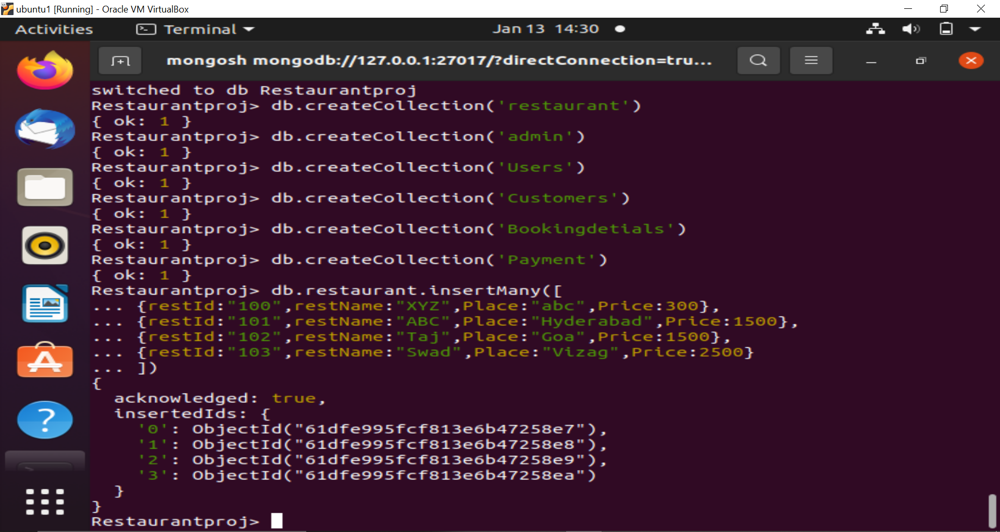 ubuntu1 [Running] - Oracle VM VirtualBox
Activities Terminal Jan 13 14:30
mongosh mongodb://127.0.0.1:27017/?directConnection=tru...
switched to db Restaurantproj
Restaurantproj> db.createCollection('restaurant')
{ ok: 1 }
Restaurantproj> db.createCollection('admin')
{ ok: 1 }
Restaurantproj> db.createCollection('Users')
{ ok: 1 }
Restaurantproj> db.createCollection('Customers')
{ ok: 1 }
Restaurantproj> db.createCollection('Bookingdetials')
{ ok: 1 }
Restaurantproj> db.createCollection('Payment')
{ ok: 1 }
Restaurantproj> db.restaurant.insertMany([
... {restId:"100",restName:"XYZ",Place:"abc",Price:300},
... {restId:"101",restName:"ABC",Place:"Hyderabad",Price:1500},
... {restId:"102",restName:"Taj",Place:"Goa",Price:1500},
... {restId:"103",restName:"Swad",Place:"Vizag",Price:2500}
... ])
{
  acknowledged: true,
  insertedIds: {
    '0': ObjectId("61dfe995fcf813e6b47258e7"),
    '1': ObjectId("61dfe995fcf813e6b47258e8"),
    '2': ObjectId("61dfe995fcf813e6b47258e9"),
    '3': ObjectId("61dfe995fcf813e6b47258ea")
  }
}
Restaurantproj>